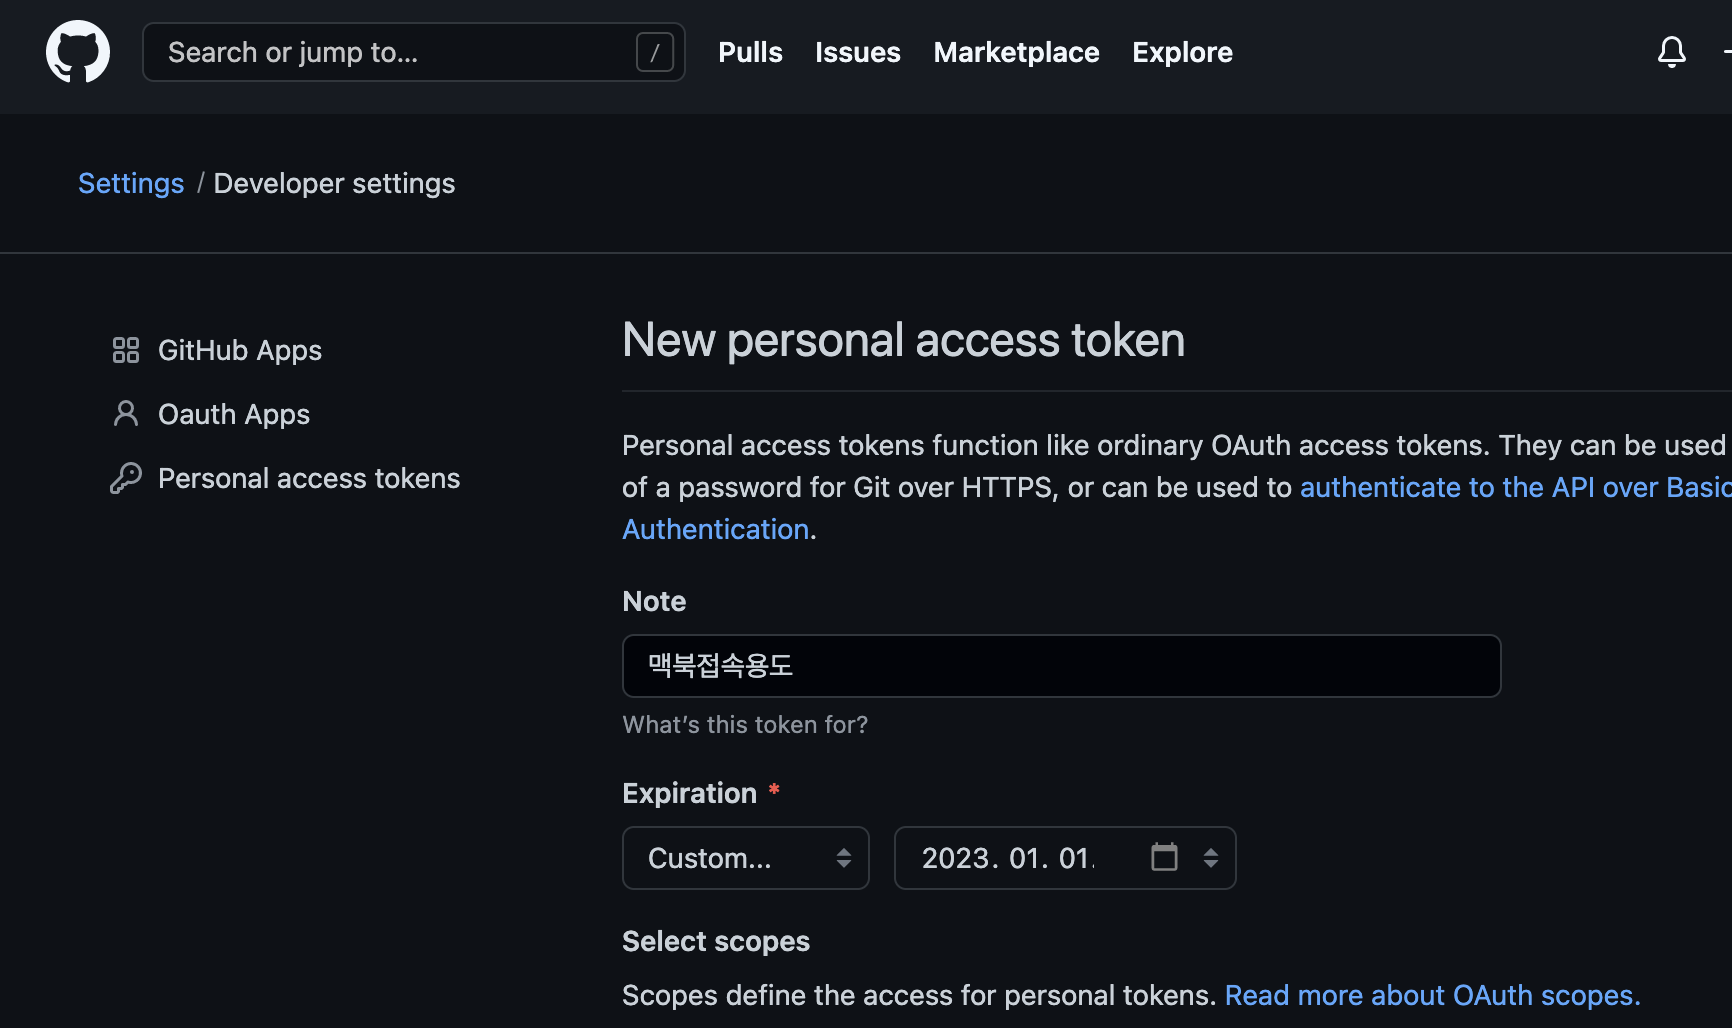 Search or jump to... /
Pulls Issues Marketplace Explore
Settings / Developer settings
GitHub Apps
Oauth Apps
Personal access tokens
New personal access token
Personal access tokens function like ordinary OAuth access tokens. They can be used
of a password for Git over HTTPS, or can be used to authenticate to the API over Basic
Authentication.
Note
맥북접속용도
What's this token for?
Expiration *
Custom... 2023. 01. 01.
Select scopes
Scopes define the access for personal tokens. Read more about OAuth scopes.